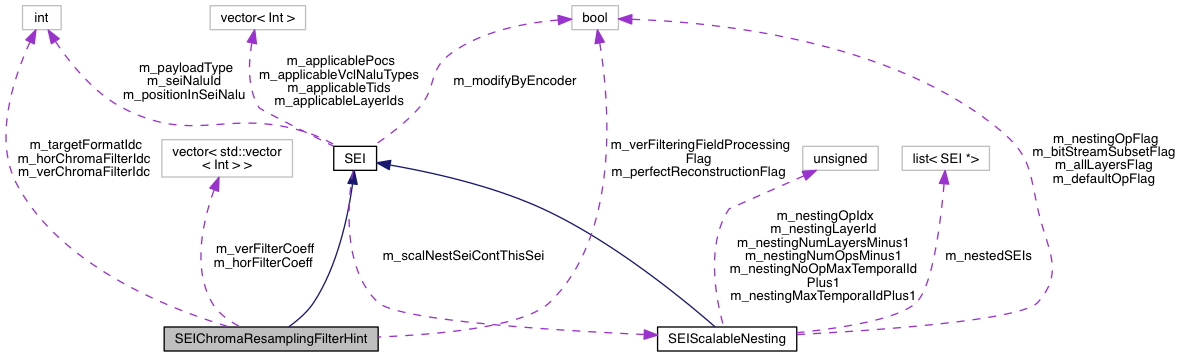 int
vector< Int >
bool
m_payloadType
m_seiNaluId
m_positionInSeiNalu
m_applicablePocs
m_applicableVclNaluTypes
m_applicableTids
m_applicableLayerIds
m_modifyByEncoder
m_targetFormatIdc
m_horChromaFilterIdc
m_verChromaFilterIdc
vector< std::vector
< Int > >
SEI
m_verFilteringFieldProcessing
Flag
m_perfectReconstructionFlag
unsigned
list< SEI *>
m_nestingOpFlag
m_bitStreamSubsetFlag
m_allLayersFlag
m_defaultOpFlag
m_verFilterCoeff
m_horFilterCoeff
m_scalNestSeiContThisSei
m_nestingOpIdx
m_nestingLayerId
m_nestingNumLayersMinus1
m_nestingNumOpsMinus1
m_nestingNoOpMaxTemporalId
Plus1
m_nestingMaxTemporalIdPlus1
m_nestedSEIs
SEIChromaResamplingFilterHint
SEIScalableNesting